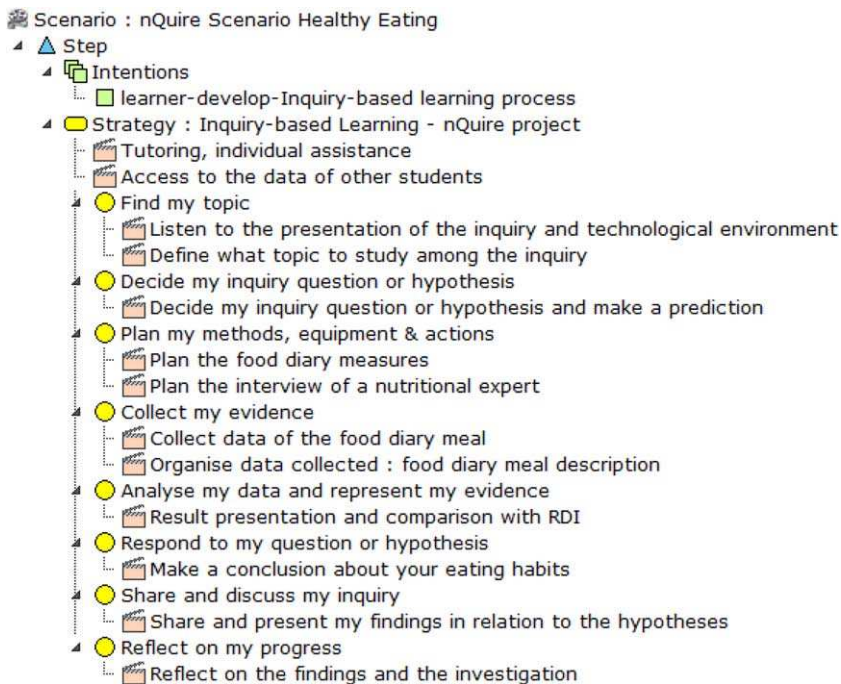 Scenario : nQuire Scenario Healthy Eating
Step
Intentions
learner-develop-Inquiry-based learning process
Strategy : Inquiry-based Learning - nQuire project
Tutoring, individual assistance
Access to the data of other students
Find my topic
Listen to the presentation of the inquiry and technological environment
Define what topic to study among the inquiry
Decide my inquiry question or hypothesis
Decide my inquiry question or hypothesis and make a prediction
Plan my methods, equipment & actions
Plan the food diary measures
Plan the interview of a nutritional expert
Collect my evidence
Collect data of the food diary meal
Organise data collected : food diary meal description
Analyse my data and represent my evidence
Result presentation and comparison with RDI
Respond to my question or hypothesis
Make a conclusion about your eating habits
Share and discuss my inquiry
Share and present my findings in relation to the hypotheses
Reflect on my progress
Reflect on the findings and the investigation